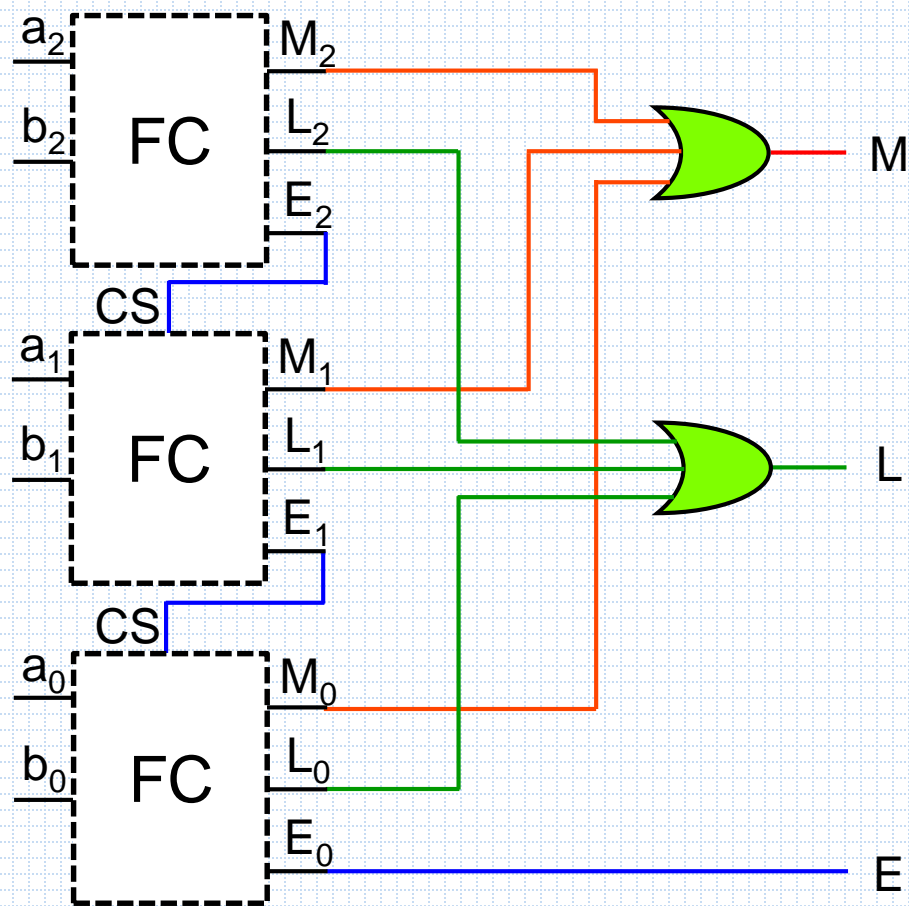 a₂
M₂
b₂
FC
L₂
E₂
M
CS
a₁
M₁
b₁
FC
L₁
L
E₁
CS
a₀
M₀
b₀
FC
L₀
E₀
E